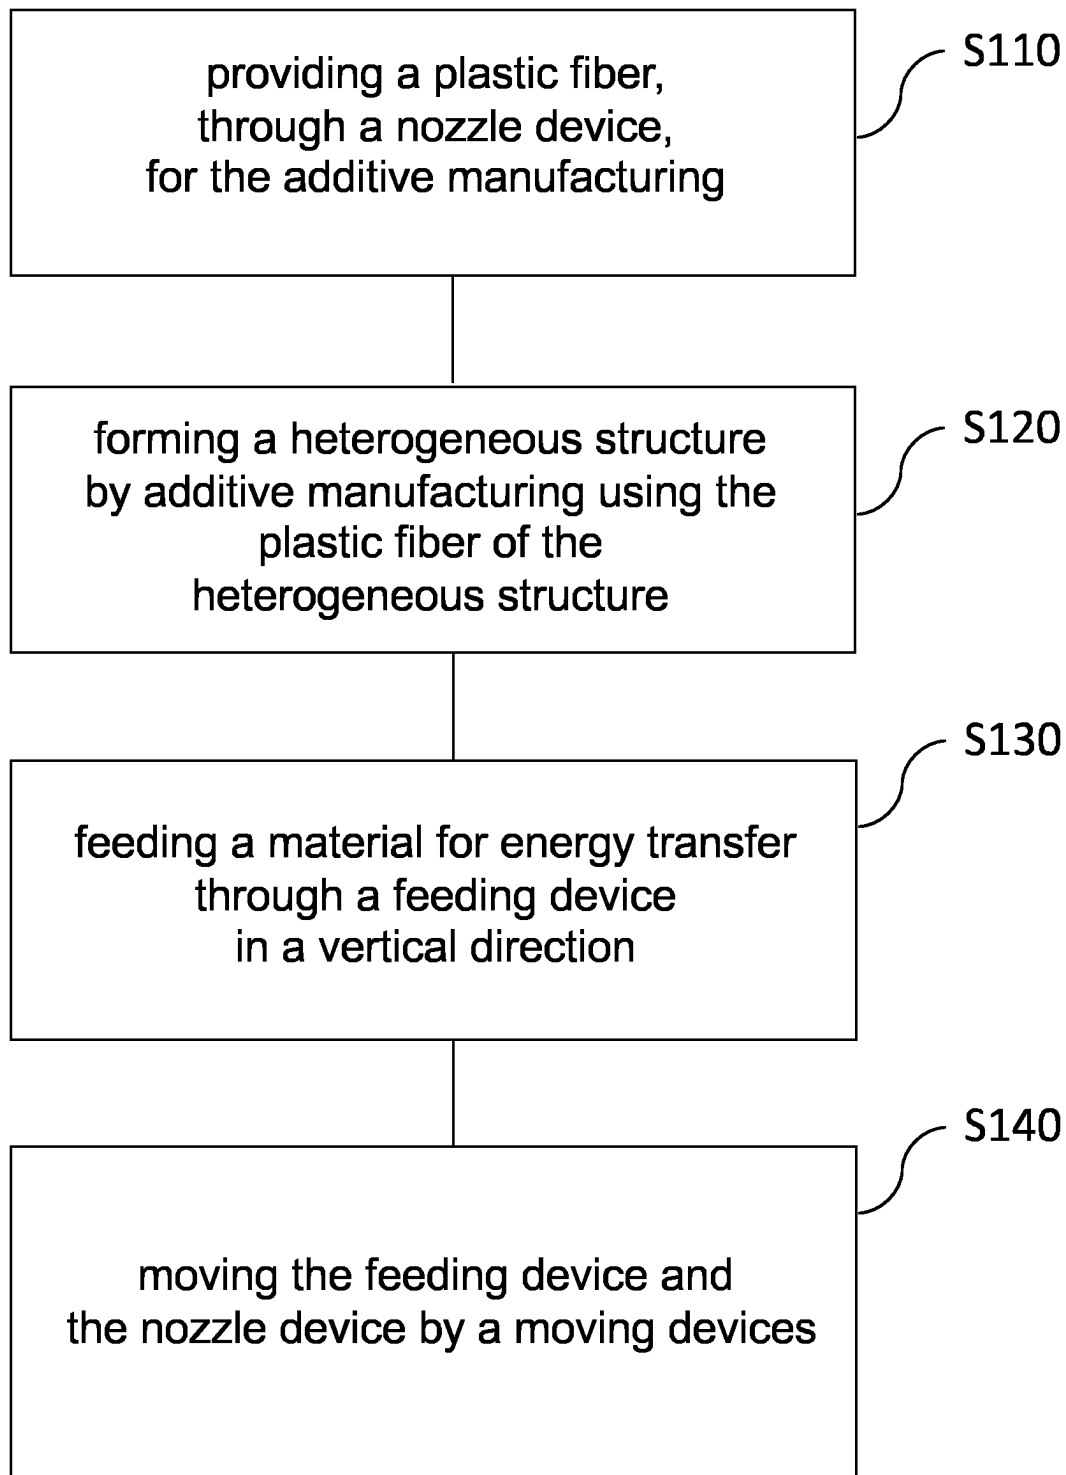 S110
providing a plastic fiber,
through a nozzle device,
for the additive manufacturing
S120
forming a heterogeneous structure
by additive manufacturing using the
plastic fiber of the
heterogeneous structure
S130
feeding a material for energy transfer
through a feeding device
in a vertical direction
S140
moving the feeding device and
the nozzle device by a moving devices